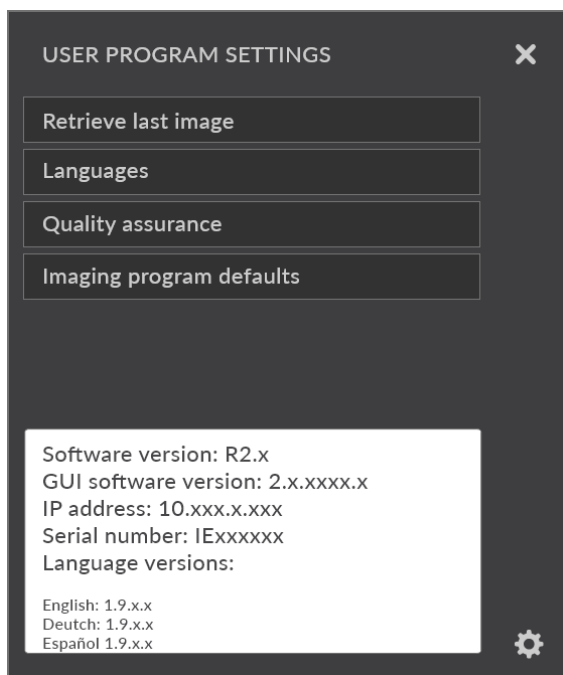 USER PROGRAM SETTINGS
Retrieve last image
Languages
Quality assurance
Imaging program defaults
Software version: R2.x
GUI software version: 2.x.xxxx.x
IP address: 10.xxx.x.xxx
Serial number: IExxxxxx
Language versions:
English: 1.9.x.x
Deutch: 1.9.x.x
Español 1.9.x.x